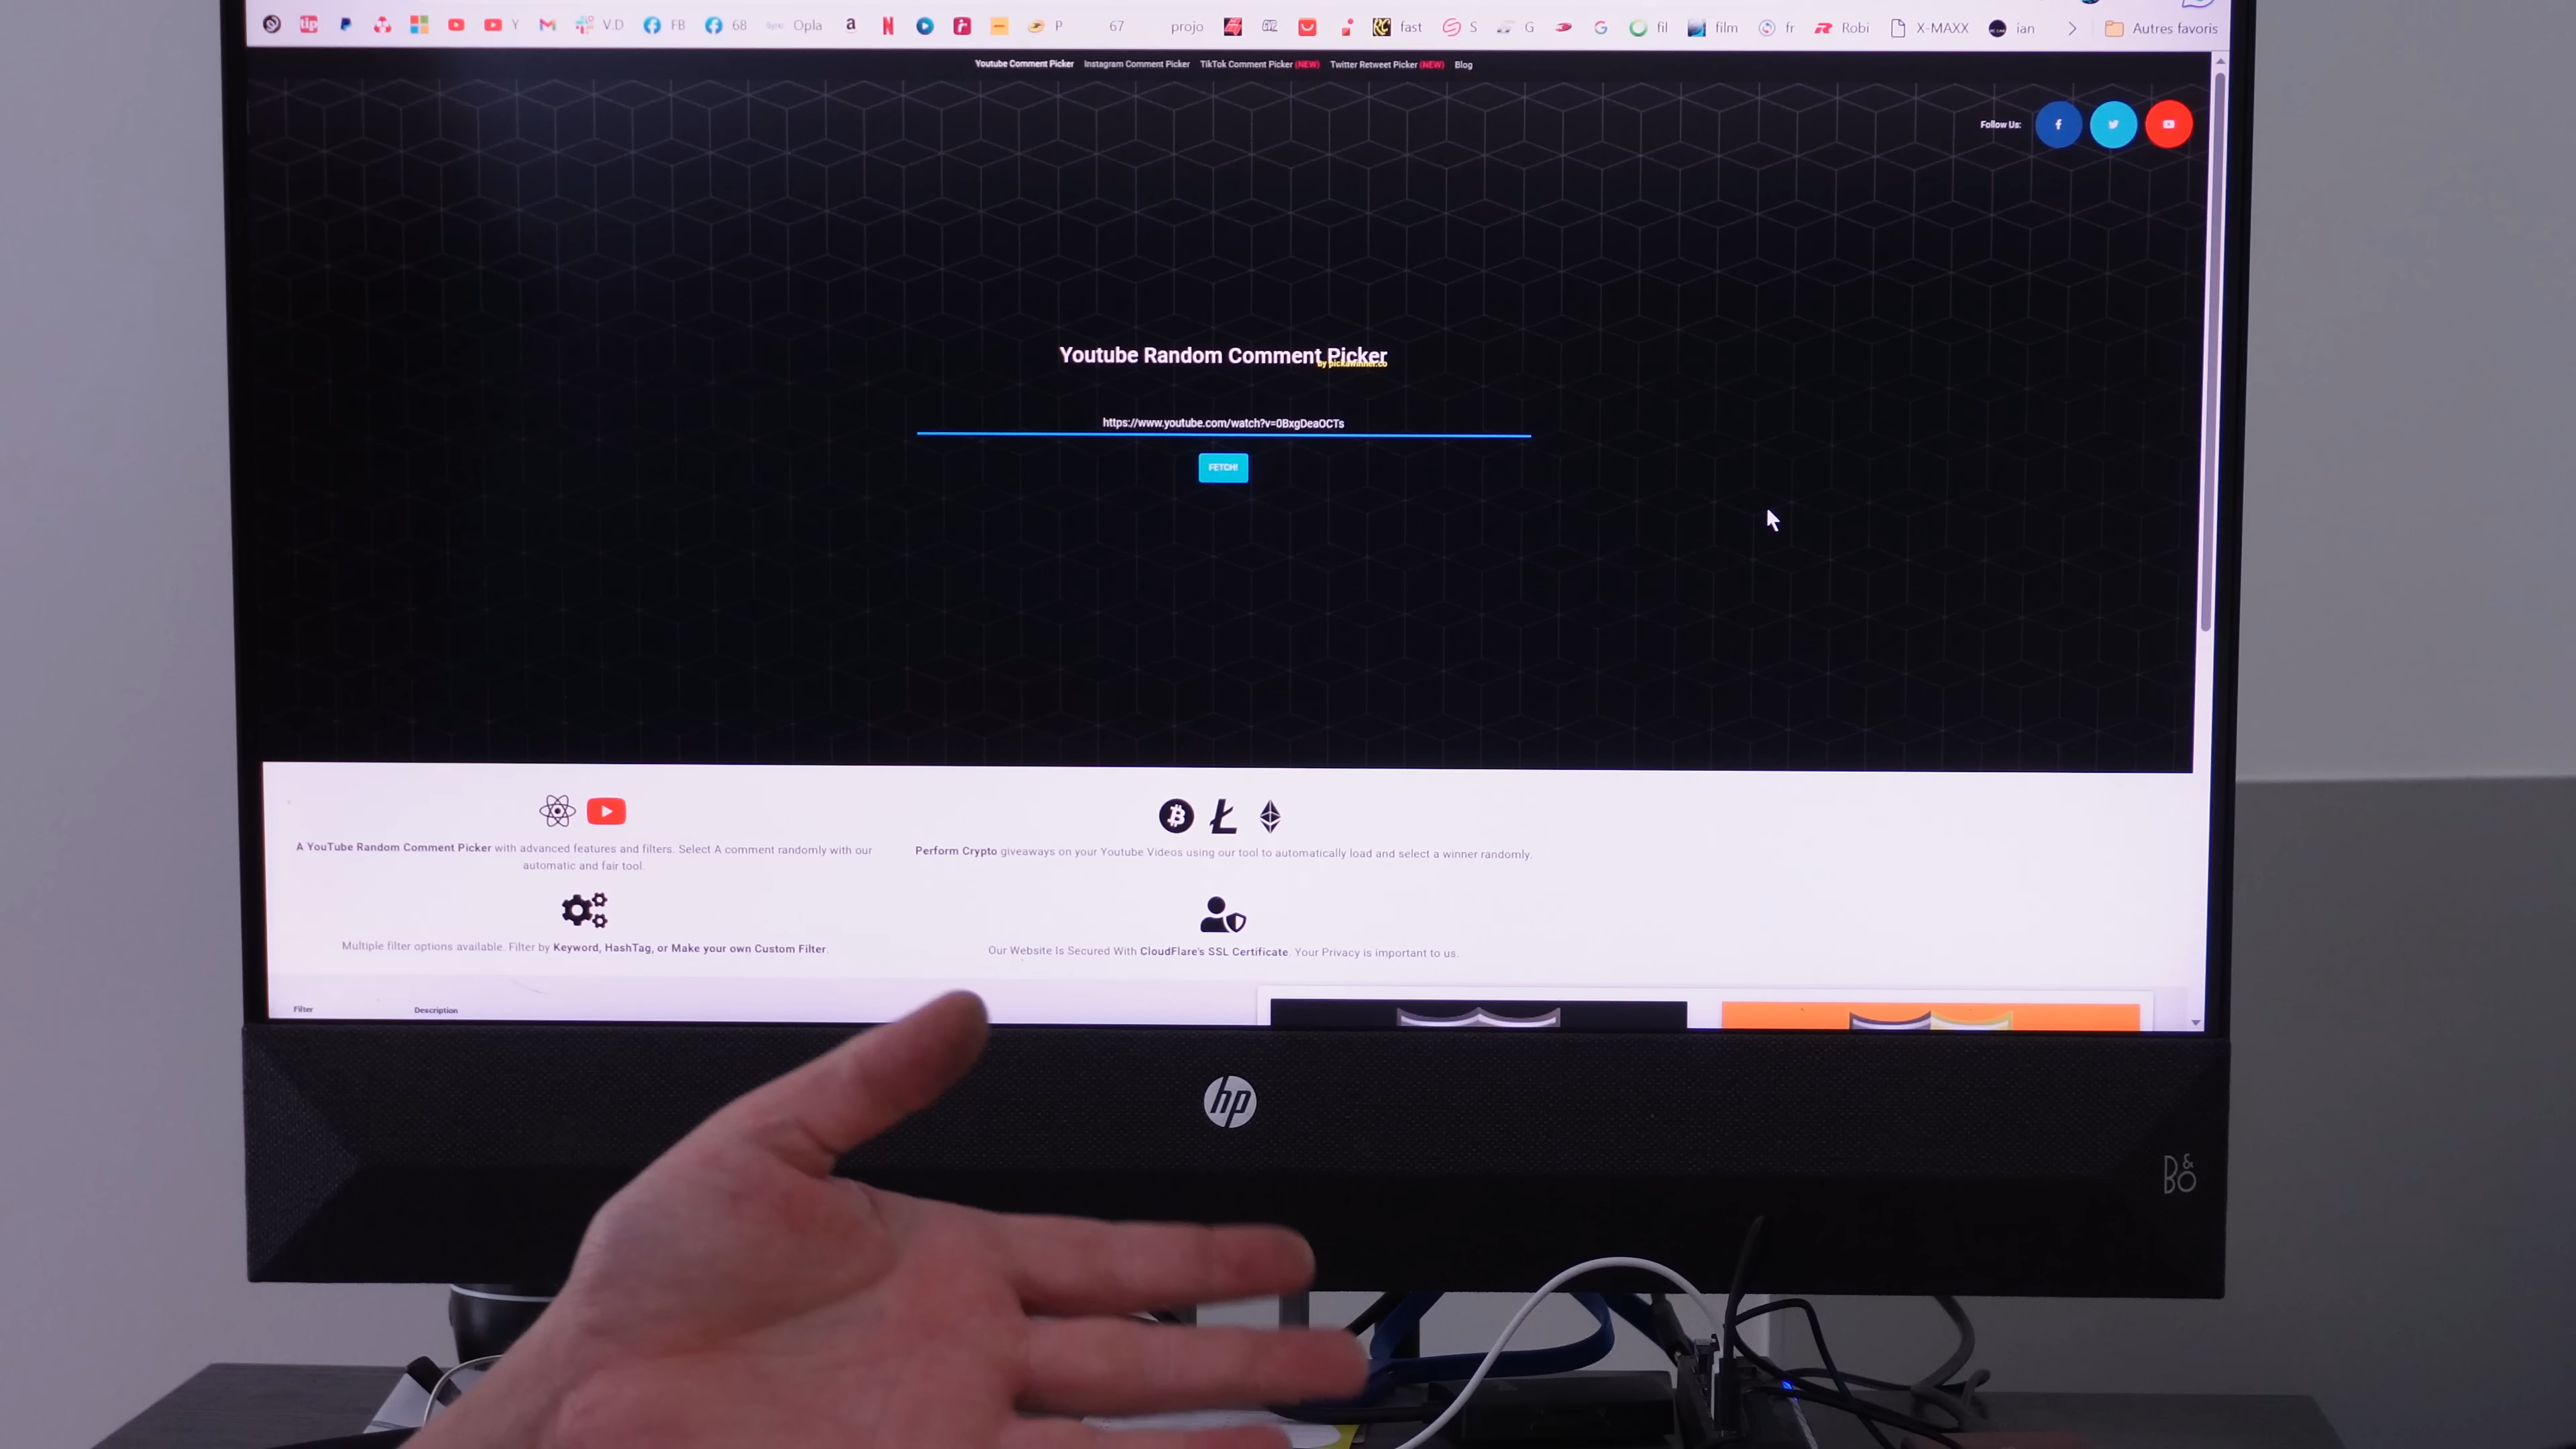 tip Y V.D FB 68 sync Opla a N P 67 projo fast S G G fil film fr Robi X-MAXX ian Autres favoris
Youtube Comment Picker Instagram Comment Picker TikTok Comment Picker (NEW) Twitter Retweet Picker (NEW) Blog
Follow Us:
Youtube Random Comment Picker
by pickawinner.co
https://www.youtube.com/watch?v=0BxgDeaOCTs
FETCH!
A YouTube Random Comment Picker with advanced features and filters. Select A comment randomly with our
automatic and fair tool.
Perform Crypto giveaways on your Youtube Videos using our tool to automatically load and select a winner randomly.
Multiple filter options available. Filter by Keyword, HashTag, or Make your own Custom Filter.
Our Website Is Secured With CloudFlare's SSL Certificate. Your Privacy is important to us.
Filter Description
hp
B&O